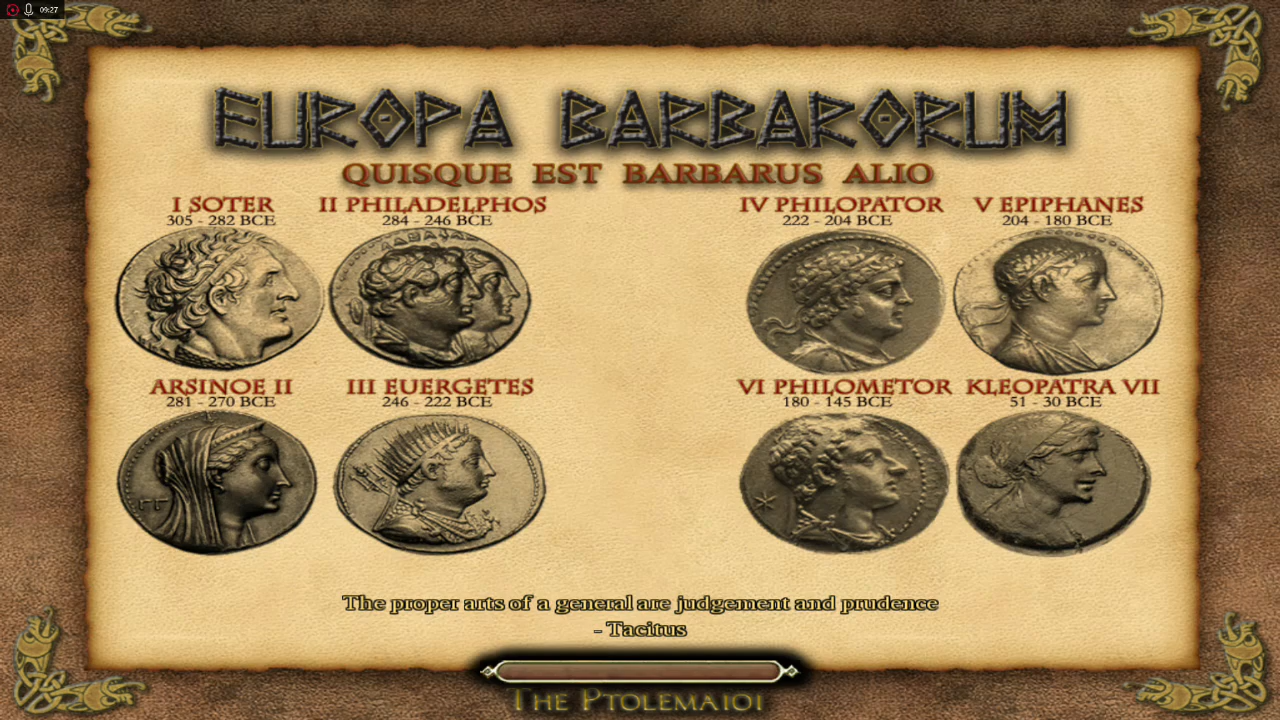 09:27
EUROPA BARBARORUM
QUISQUE EST BARBARUS ALIO
I SOTER
305 - 282 BCE
II PHILADELPHOS
284 - 246 BCE
IV PHILOPATOR
222 - 204 BCE
V EPIPHANES
204 - 180 BCE
ARSINOE II
281 - 270 BCE
III EUERGETES
246 - 222 BCE
VI PHILOMETOR
180 - 145 BCE
KLEOPATRA VII
51 - 30 BCE
The proper arts of a general are judgement and prudence
- Tacitus
The Ptolemaioi